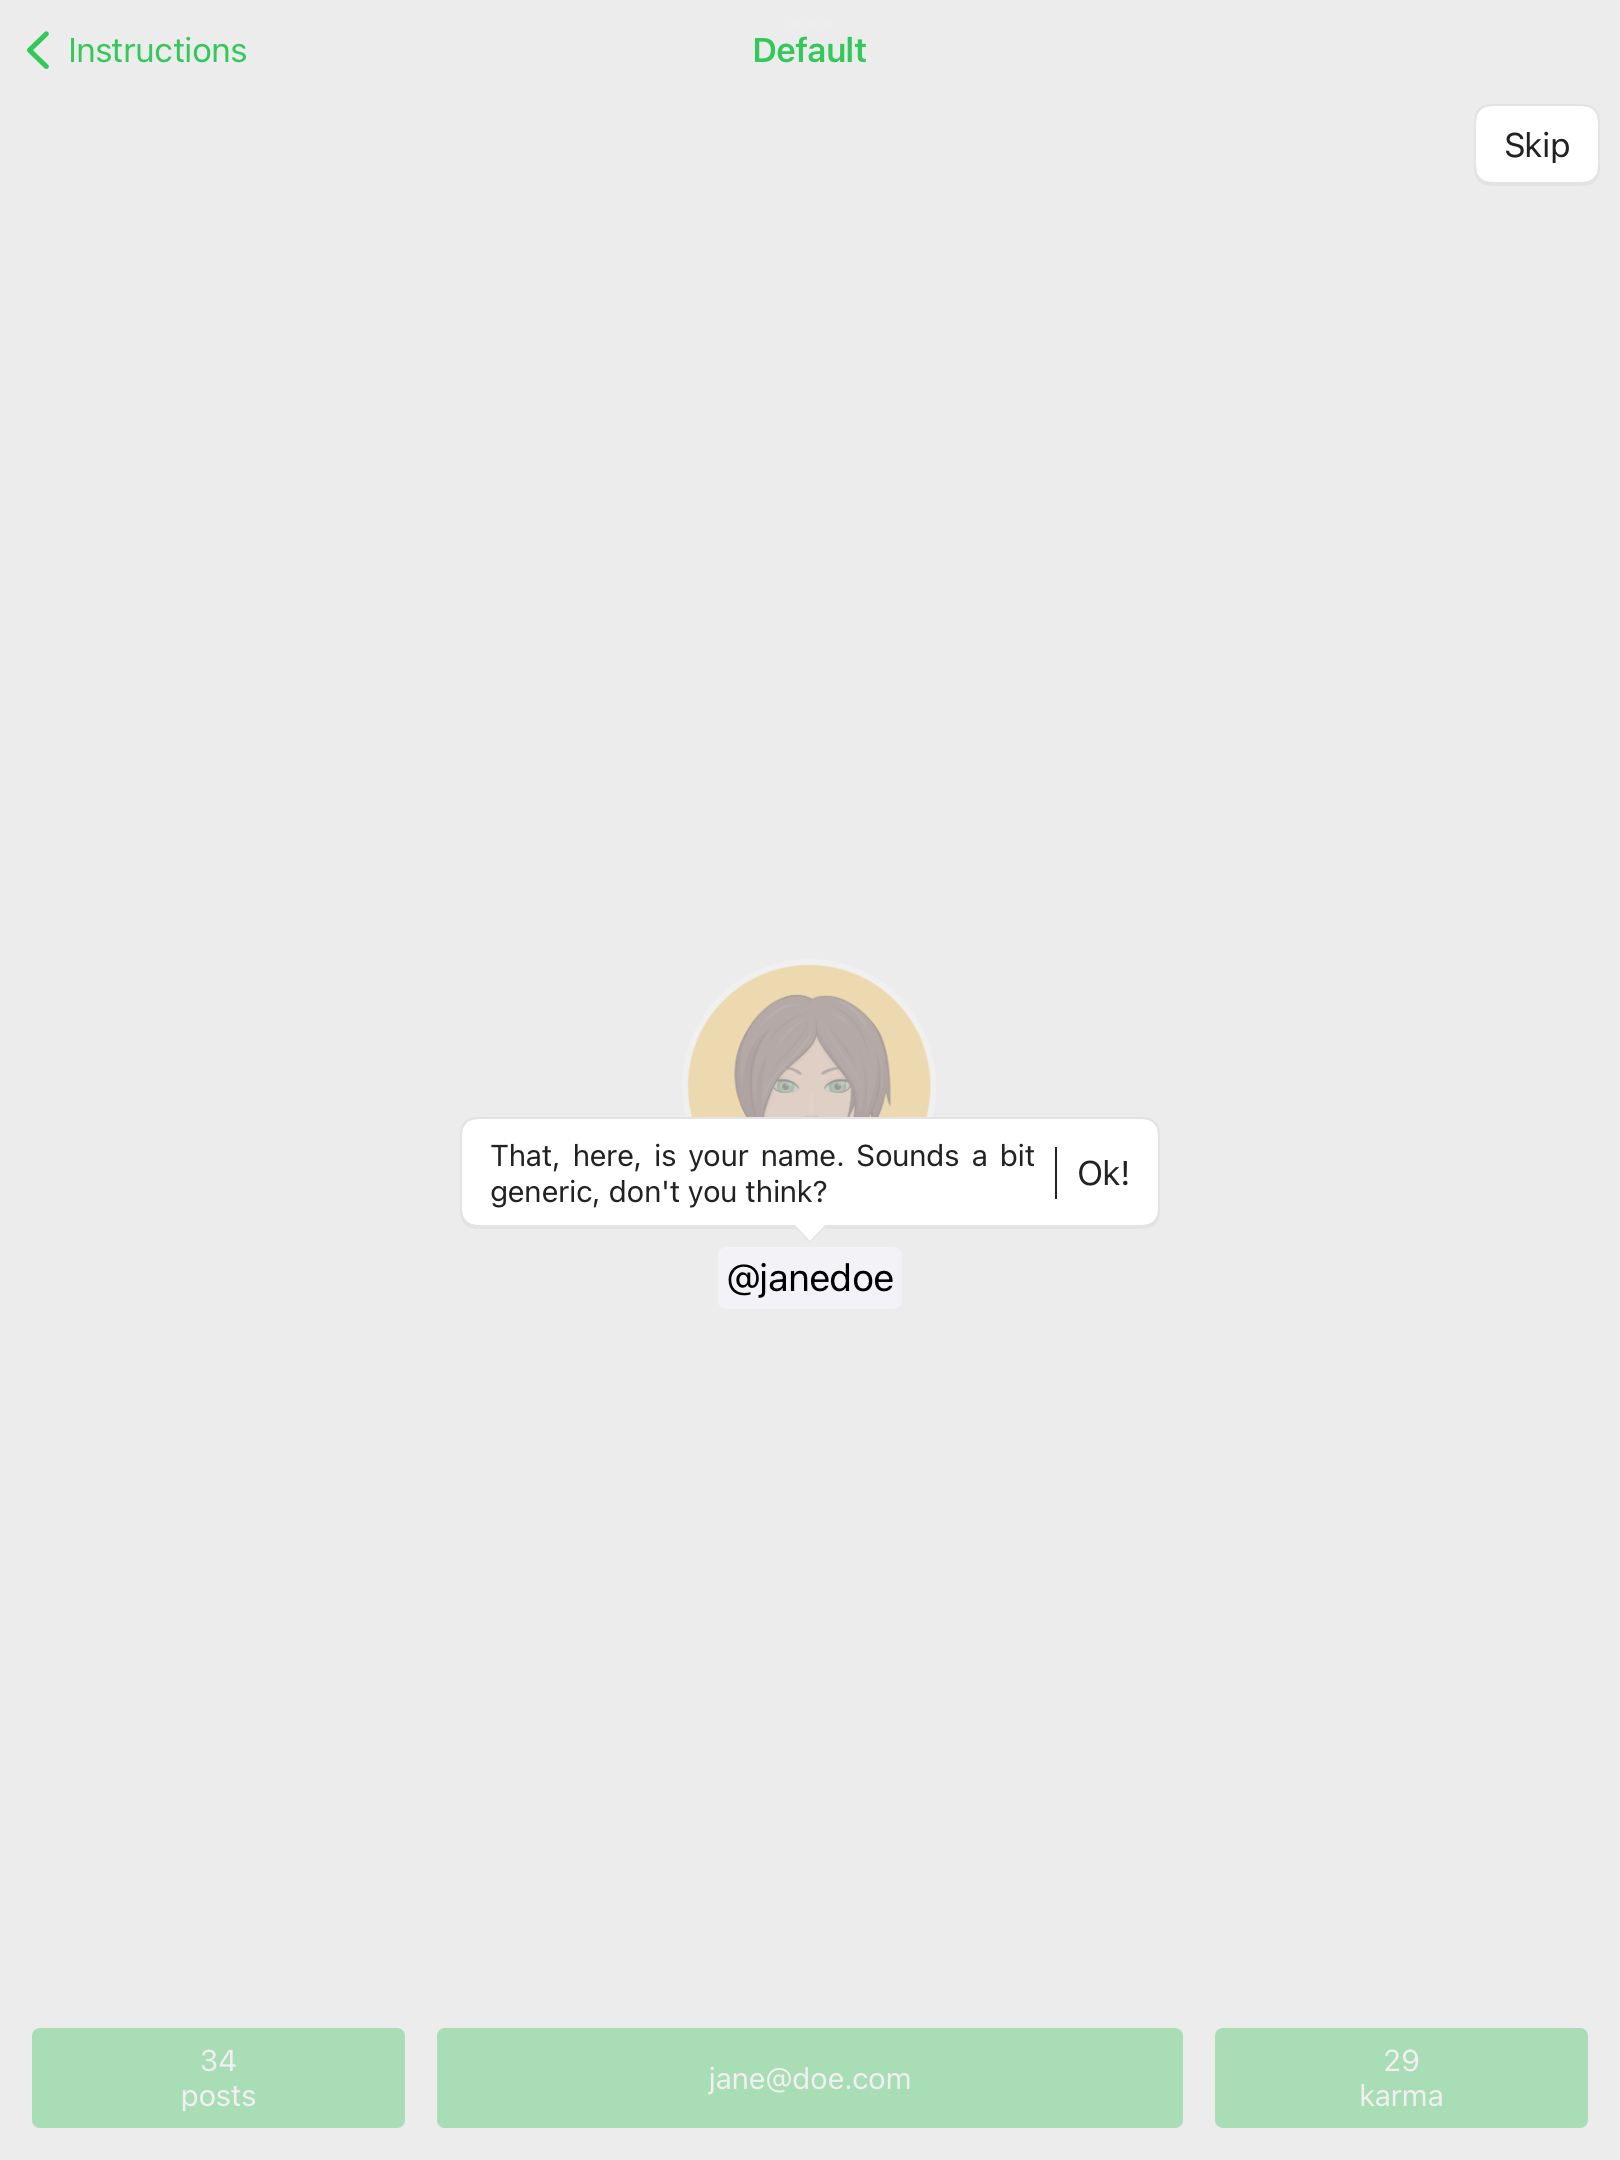 Instructions
Default
Skip
That, here, is your name. Sounds a bit
generic, don't you think?
Ok!
@janedoe
34
posts
jane@doe.com
29
karma